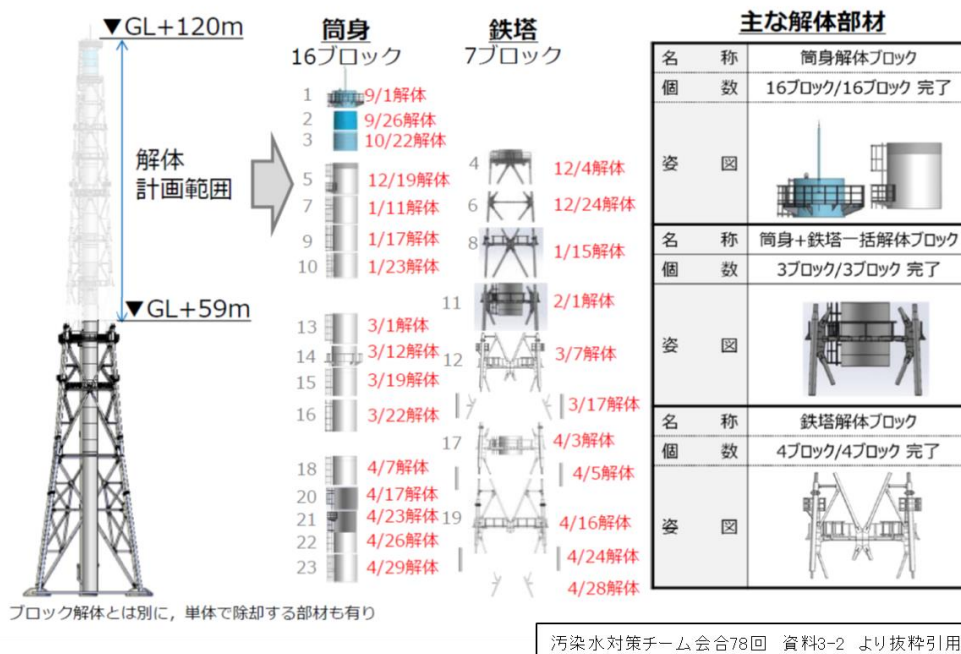 ▼GL+120m
解体
計画範囲
▼GL+59m
筒身
16ブロック
1 9/1解体
2 9/26解体
3 10/22解体
5 12/19解体
7 1/11解体
9 1/17解体
10 1/23解体
13 3/1解体
14 3/12解体
15 3/19解体
16 3/22解体
18 4/7解体
20 4/17解体
21 4/23解体
22 4/26解体
23 4/29解体
鉄塔
7ブロック
4 12/4解体
6 12/24解体
8 1/15解体
11 2/1解体
12 3/7解体
3/17解体
17 4/3解体
4/5解体
19 4/16解体
4/24解体
4/28解体
主な解体部材
名称 筒身解体ブロック
個数 16ブロック/16ブロック 完了
姿図
名称 筒身+鉄塔一括解体ブロック
個数 3ブロック/3ブロック 完了
姿図
名称 鉄塔解体ブロック
個数 4ブロック/4ブロック 完了
姿図
ブロック解体とは別に，単体で除却する部材も有り
汚染水対策チーム会合78回 資料3-2 より抜粋引用